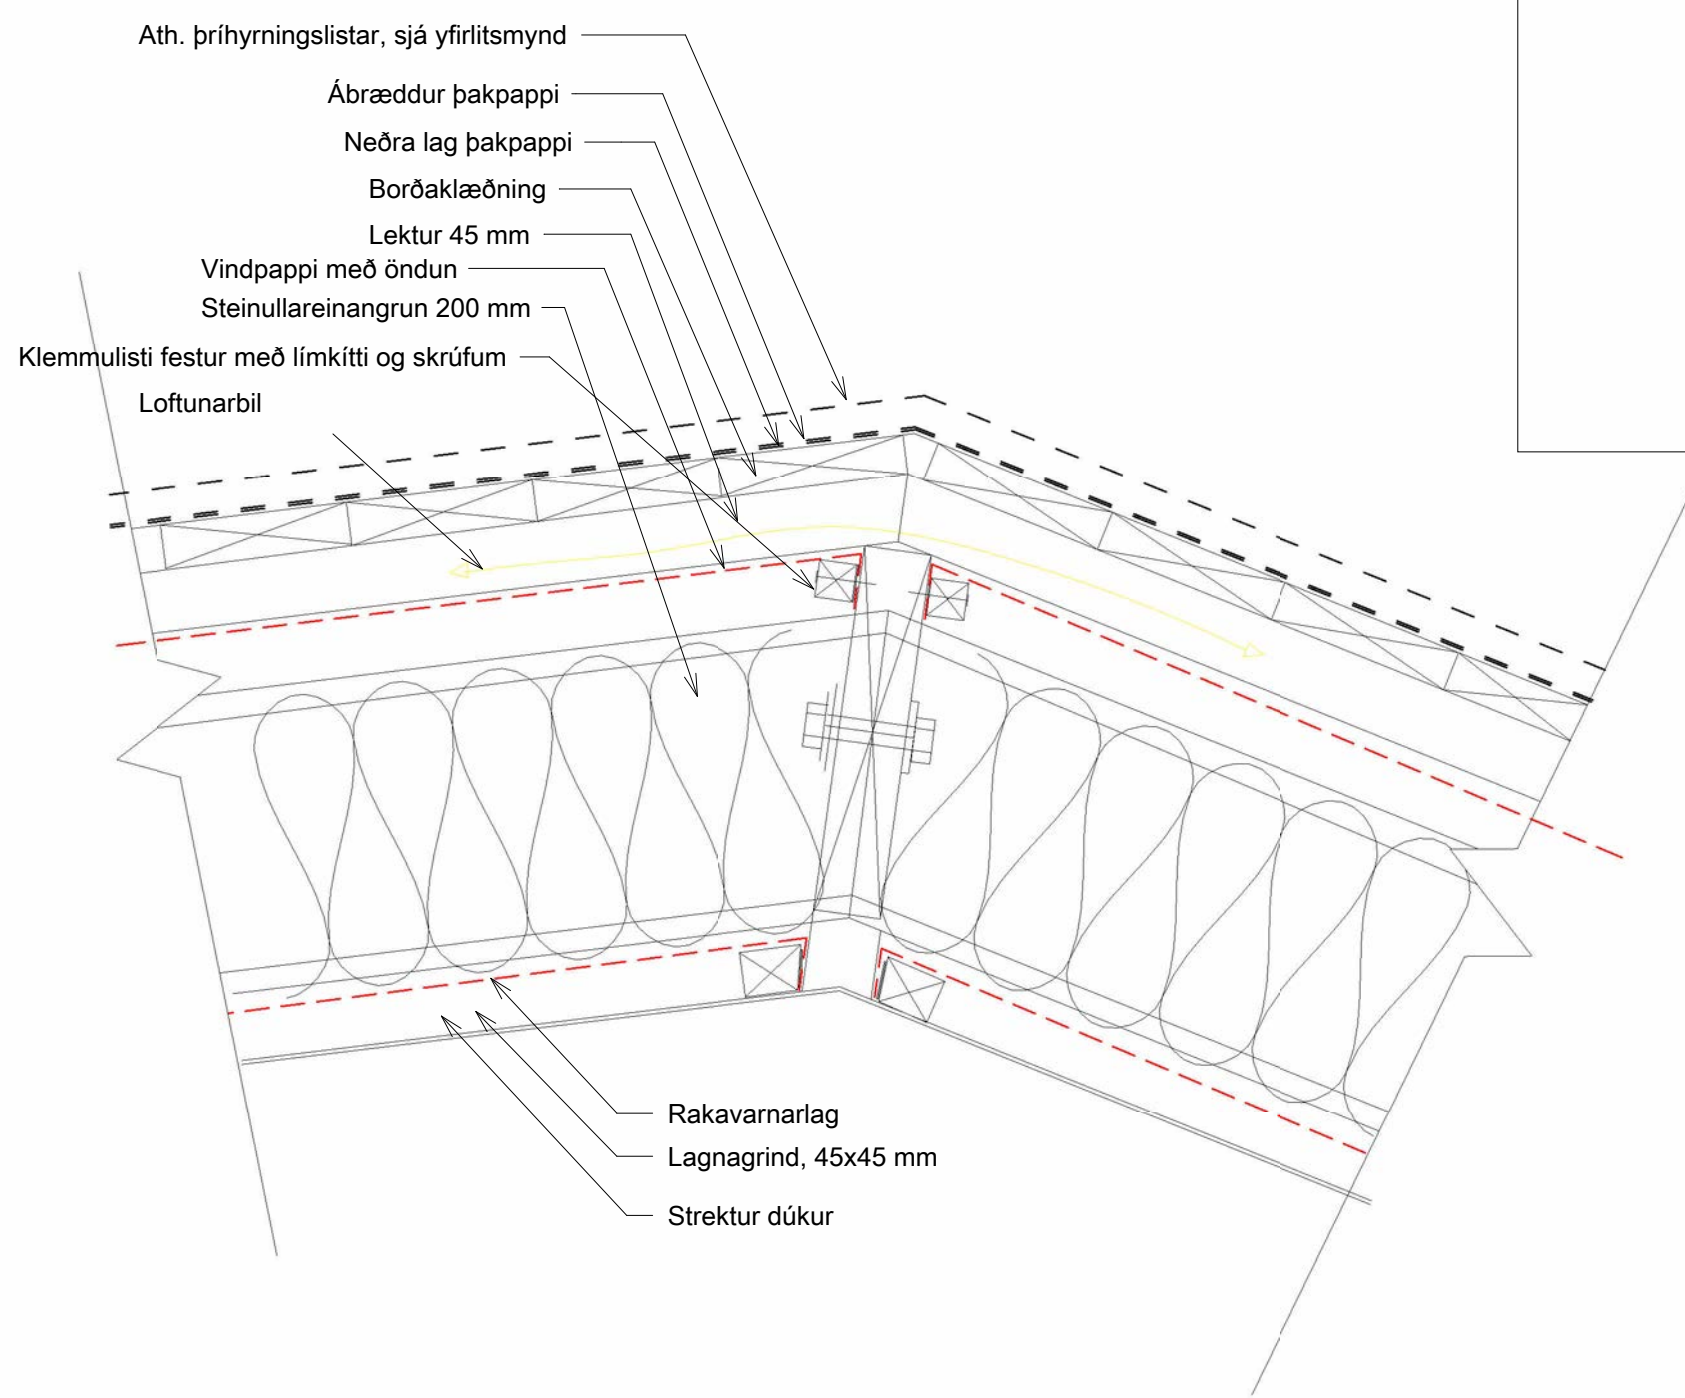 Ath. þríhyrningslistar, sjá yfirlitsmynd
Ábræddur þakpappi
Neðra lag þakpappi
Borðaklæðning
Lektur 45 mm
Vindpappi með öndun
Steinullareinangrun 200 mm
Klemmulisti festur með límkítti og skrúfum
Loftunarbil
Rakavarnarlag
Lagnagrind, 45x45 mm
Strektur dúkur